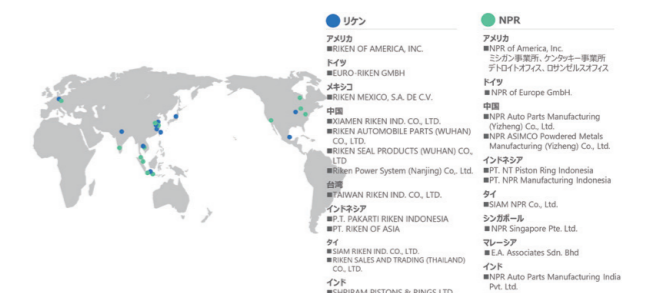 リケン
アメリカ
■RIKEN OF AMERICA, INC.
ドイツ
■EURO-RIKEN GMBH
メキシコ
■RIKEN MEXICO, S.A. DE C.V.
中国
■XIAMEN RIKEN IND. CO., LTD.
■RIKEN AUTOMOBILE PARTS (WUHAN)
CO., LTD.
■RIKEN SEAL PRODUCTS (WUHAN) CO.,
LTD
■Riken Power System (Nanjing) Co,. Ltd.
台湾
■TAIWAN RIKEN IND. CO., LTD.
インドネシア
■P.T. PAKARTI RIKEN INDONESIA
■PT. RIKEN OF ASIA
タイ
■SIAM RIKEN IND. CO., LTD.
■RIKEN SALES AND TRADING (THAILAND)
CO., LTD.
インド
■SHRIRAM PISTONS & RINGS LTD
NPR
アメリカ
■NPR of America, Inc.
ミシガン事業所、ケンタッキー事業所
デトロイトオフィス、ロサンゼルスオフィス
ドイツ
■NPR of Europe GmbH.
中国
■NPR Auto Parts Manufacturing
(Yizheng) Co., Ltd.
■NPR ASIMCO Powdered Metals
Manufacturing (Yizheng) Co., Ltd.
インドネシア
■PT. NT Piston Ring Indonesia
■PT. NPR Manufacturing Indonesia
タイ
■SIAM NPR Co., Ltd.
シンガポール
■NPR Singapore Pte. Ltd.
マレーシア
■E.A. Associates Sdn. Bhd
インド
■NPR Auto Parts Manufacturing India
Pvt. Ltd.